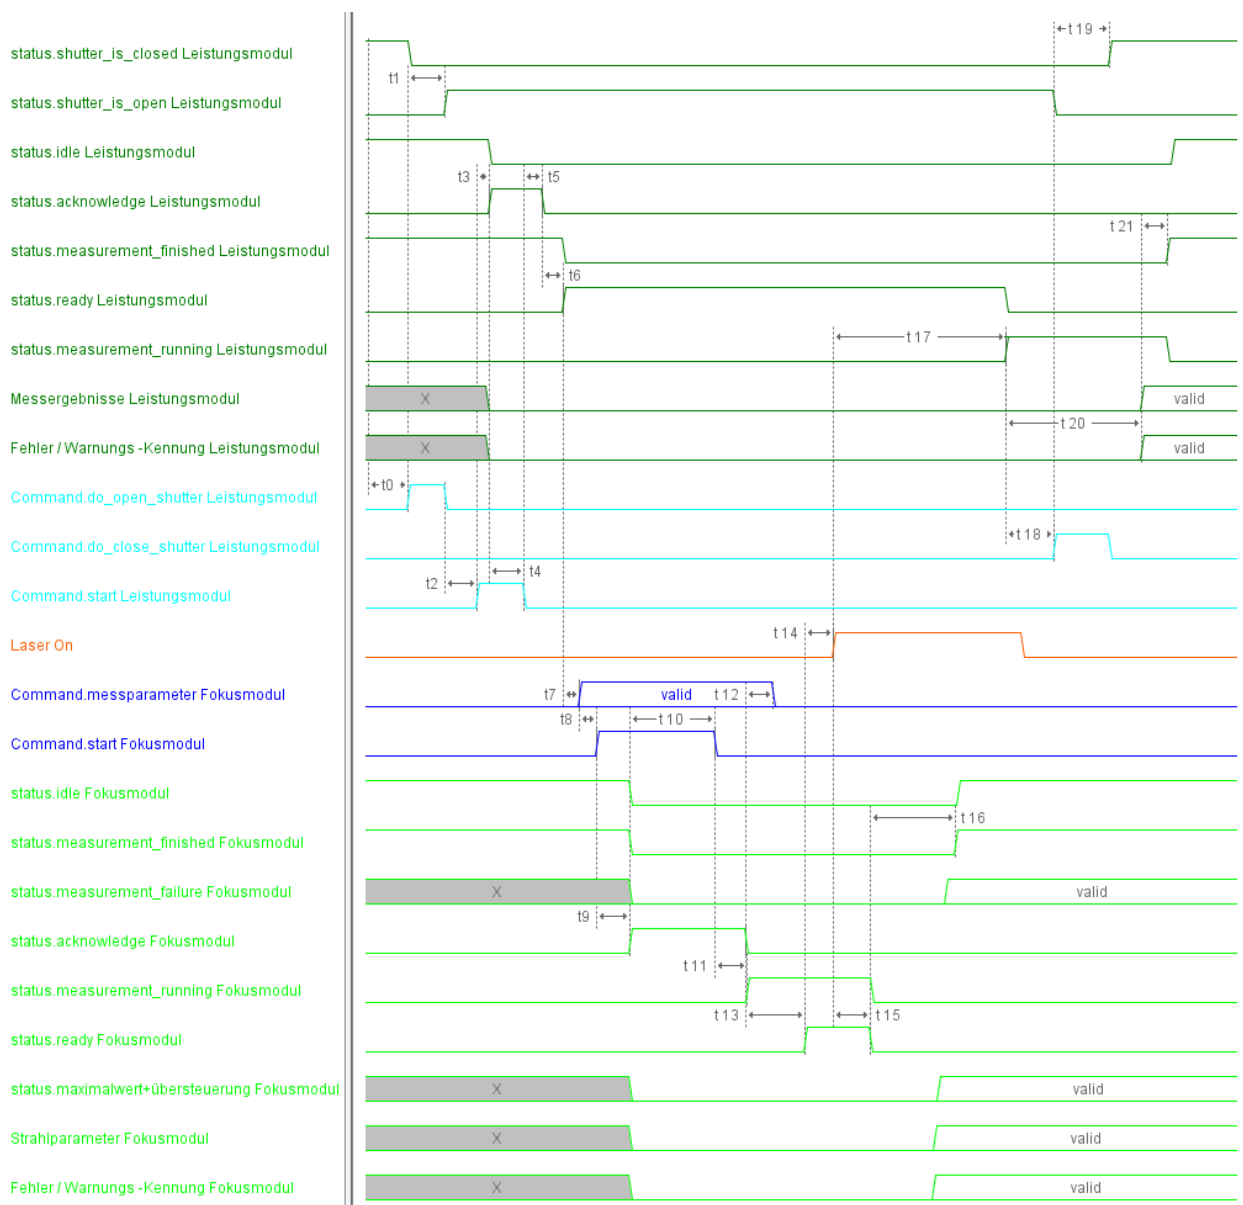 t19
status.shutter_is_closed Leistungsmodul
t1
status.shutter_is_open Leistungsmodul
status.idle Leistungsmodul
t3 t5
status.acknowledge Leistungsmodul
t21
status.measurement_finished Leistungsmodul
t6
status.ready Leistungsmodul
t17
status.measurement_running Leistungsmodul
Messergebnisse Leistungsmodul X valid
t20
Fehler / Warnungs -Kennung Leistungsmodul X valid
t0
Command.do_open_shutter Leistungsmodul
t18
Command.do_close_shutter Leistungsmodul
t2 t4
Command.start Leistungsmodul
t14
Laser On
Command.messparameter Fokusmodul t7 valid t12
t8 t10
Command.start Fokusmodul
status.idle Fokusmodul
t16
status.measurement_finished Fokusmodul
status.measurement_failure Fokusmodul X valid
t9
status.acknowledge Fokusmodul
t11
status.measurement_running Fokusmodul
t13 t15
status.ready Fokusmodul
status.maximalwert+übersteuerung Fokusmodul X valid
Strahlparameter Fokusmodul X valid
Fehler / Warnungs -Kennung Fokusmodul X valid